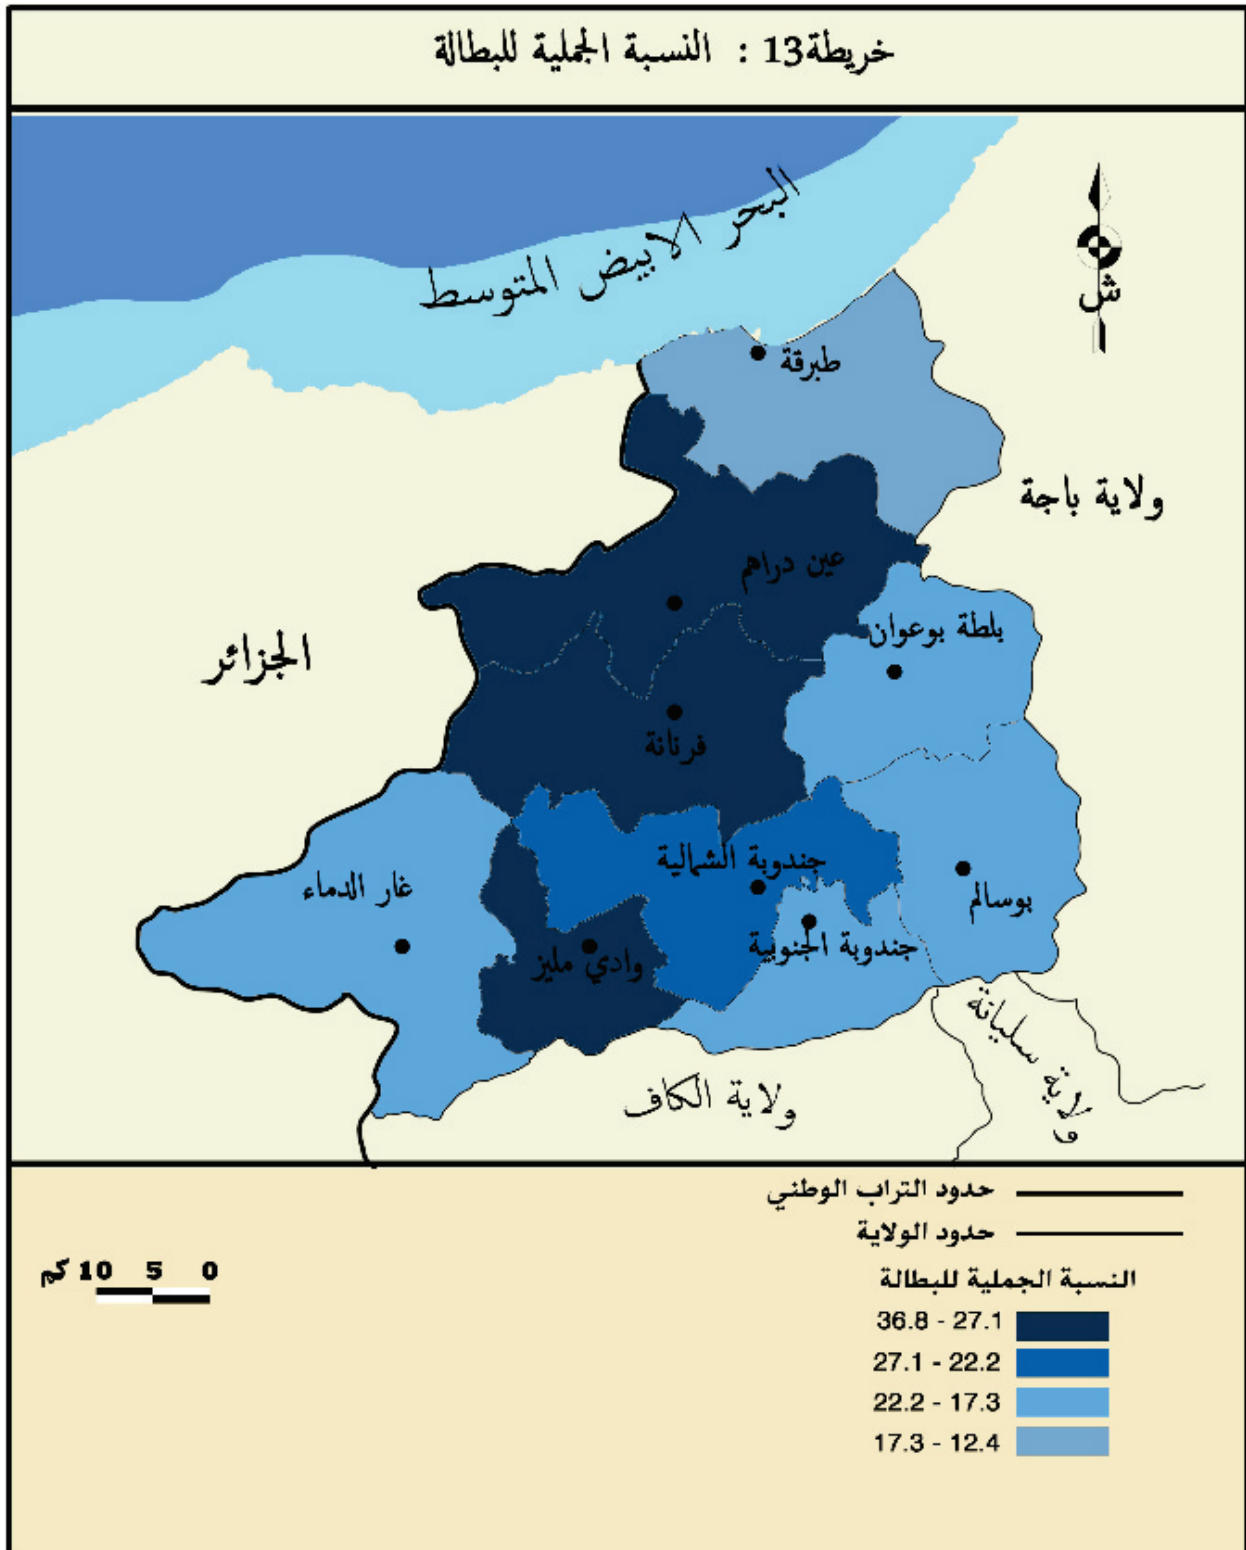 خريطة13 : النسبة الجملية للبطالة
البحر الابيض المتوسط
ش
طبرقة
ولاية باجة
عين دراهم
بلطة بوعوان
الجزائر
فرنانة
جندوبة الشمالية
غار الدماء
بوسالم
جندوبة الجنوبية
وادي مليز
ولاية سليانة
ولاية الكاف
حدود التراب الوطني
حدود الولاية
0 5 10 كم
النسبة الجملية للبطالة
36.8 - 27.1
27.1 - 22.2
22.2 - 17.3
17.3 - 12.4